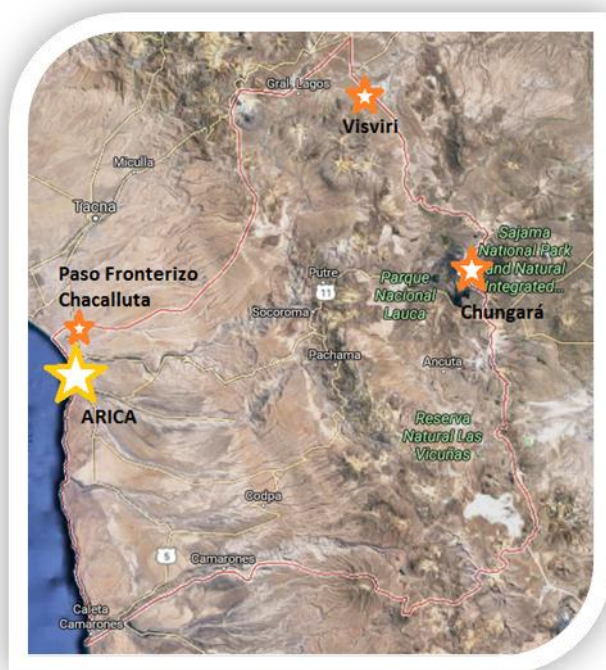 Gral. Lagos
Visviri
Miculla
Tacna
Sajama
National Park
and Natural
Integrated...
Paso Fronterizo
Chacalluta
Putre
11
Parque
Nacional
Lauca
Chungará
Socoroma
Pachama
Ancuta
ARICA
Reserva
Natural Las
Vicuñas
Codpa
5
Camarones
Caleta
Camarones